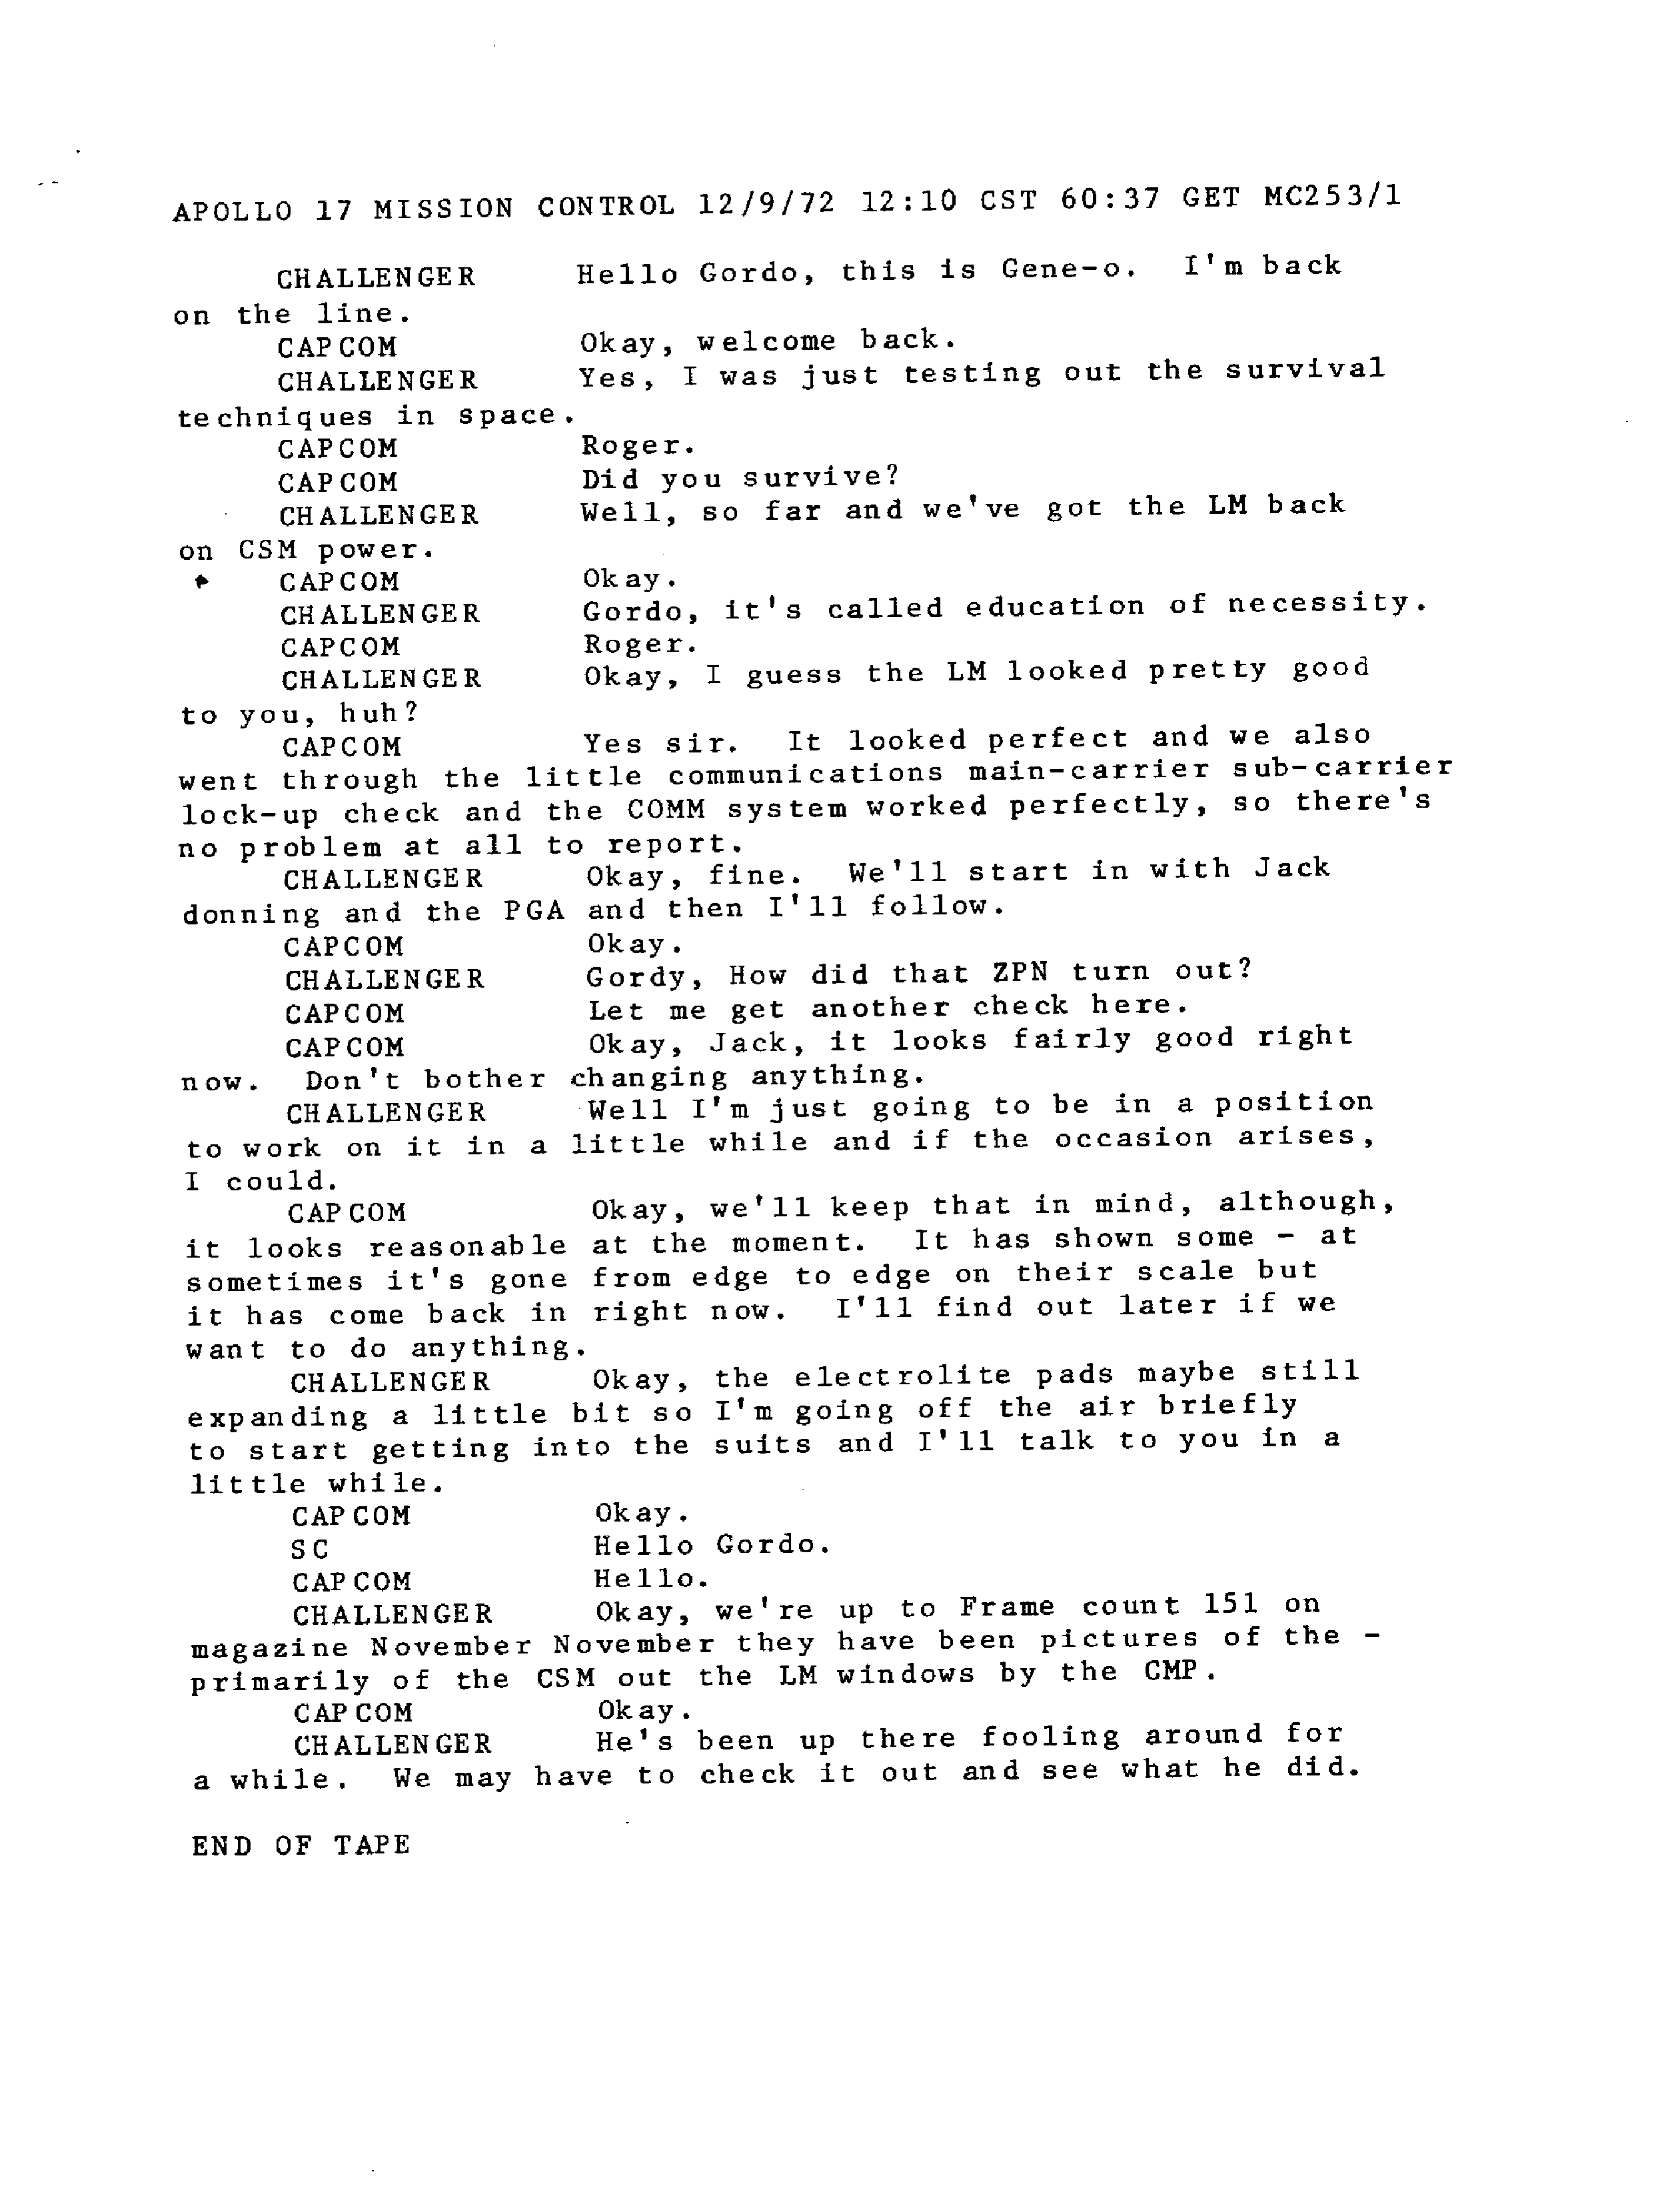 APOLLO 17 MISSION CONTROL 12/9/72 12:10 CST 60:37 GET MC253/1
CHALLENGER Hello Gordo, this is Gene-o. I'm back
on the line.
CAPCOM Okay, welcome back.
CHALLENGER Yes, I was just testing out the survival
techniques in space.
CAPCOM Roger.
CAPCOM Did you survive?
CHALLENGER Well, so far and we've got the LM back
on CSM power.
CAPCOM Okay.
CHALLENGER Gordo, it's called education of necessity.
CAPCOM Roger.
CHALLENGER Okay, I guess the LM looked pretty good
to you, huh?
CAPCOM Yes sir. It looked perfect and we also
went through the little communications main-carrier sub-carrier
lock-up check and the COMM system worked perfectly, so there's
no problem at all to report.
CHALLENGER Okay, fine. We'll start in with Jack
donning and the PGA and then I'll follow.
CAPCOM Okay.
CHALLENGER Gordy, How did that ZPN turn out?
CAPCOM Let me get another check here.
CAPCOM Okay, Jack, it looks fairly good right
now. Don't bother changing anything.
CHALLENGER Well I'm just going to be in a position
to work on it in a little while and if the occasion arises,
I could.
CAPCOM Okay, we'll keep that in mind, although,
it looks reasonable at the moment. It has shown some - at
sometimes it's gone from edge to edge on their scale but
it has come back in right now. I'll find out later if we
want to do anything.
CHALLENGER Okay, the electrolite pads maybe still
expanding a little bit so I'm going off the air briefly
to start getting into the suits and I'll talk to you in a
little while.
CAPCOM Okay.
SC Hello Gordo.
CAPCOM Hello.
CHALLENGER Okay, we're up to Frame count 151 on
magazine November November they have been pictures of the -
primarily of the CSM out the LM windows by the CMP.
CAPCOM Okay.
CHALLENGER He's been up there fooling around for
a while. We may have to check it out and see what he did.
END OF TAPE